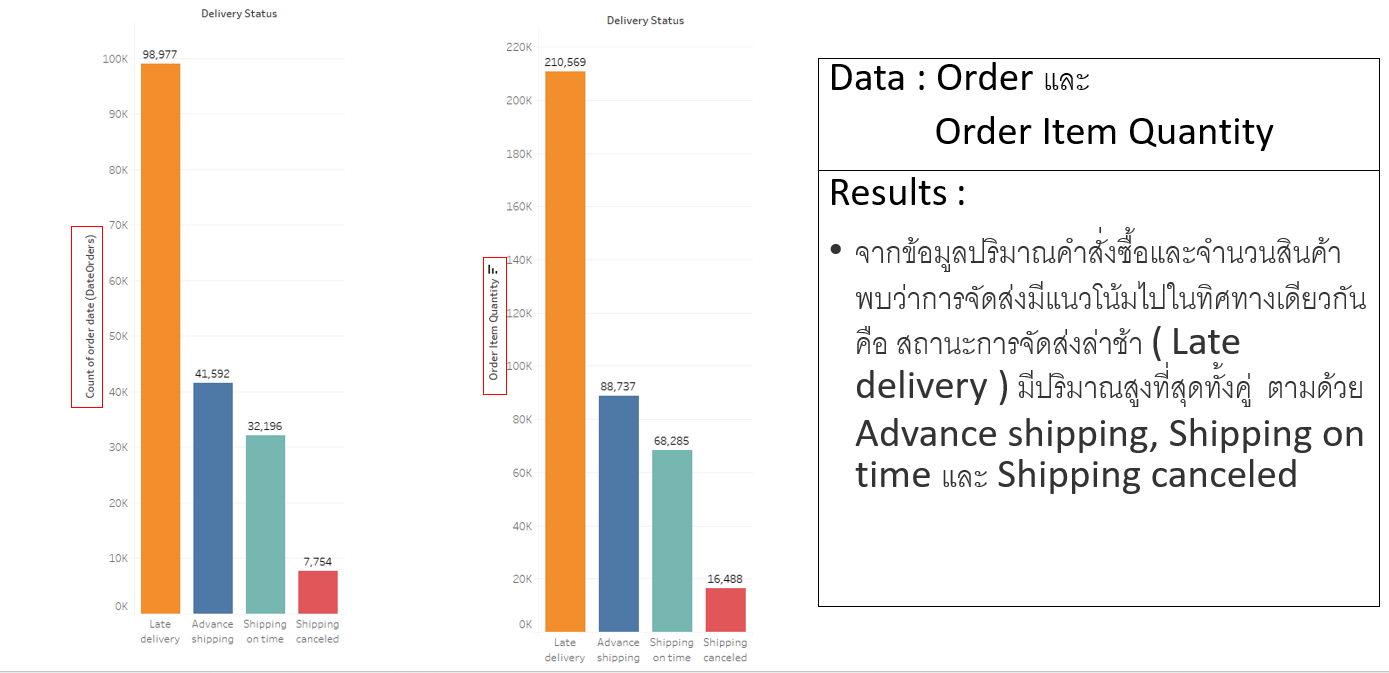 Delivery Status
100K
90K
80K
70K
60K
50K
40K
30K
20K
10K
0K
Count of order date (DateOrders)
98,977
41,592
32,196
7,754
Late delivery
Advance shipping
Shipping on time
Shipping canceled
Delivery Status
220K
200K
180K
160K
140K
120K
100K
80K
60K
40K
20K
0K
Order Item Quantity
210,569
88,737
68,285
16,488
Late delivery
Advance shipping
Shipping on time
Shipping canceled
Data : Order และ
Order Item Quantity
Results :
• จากข้อมูลปริมาณคำสั่งซื้อและจำนวนสินค้า
พบว่าการจัดส่งมีแนวโน้มไปในทิศทางเดียวกัน
คือ สถานะการจัดส่งล่าช้า ( Late
delivery ) มีปริมาณสูงที่สุดทั้งคู่ ตามด้วย
Advance shipping, Shipping on
time และ Shipping canceled